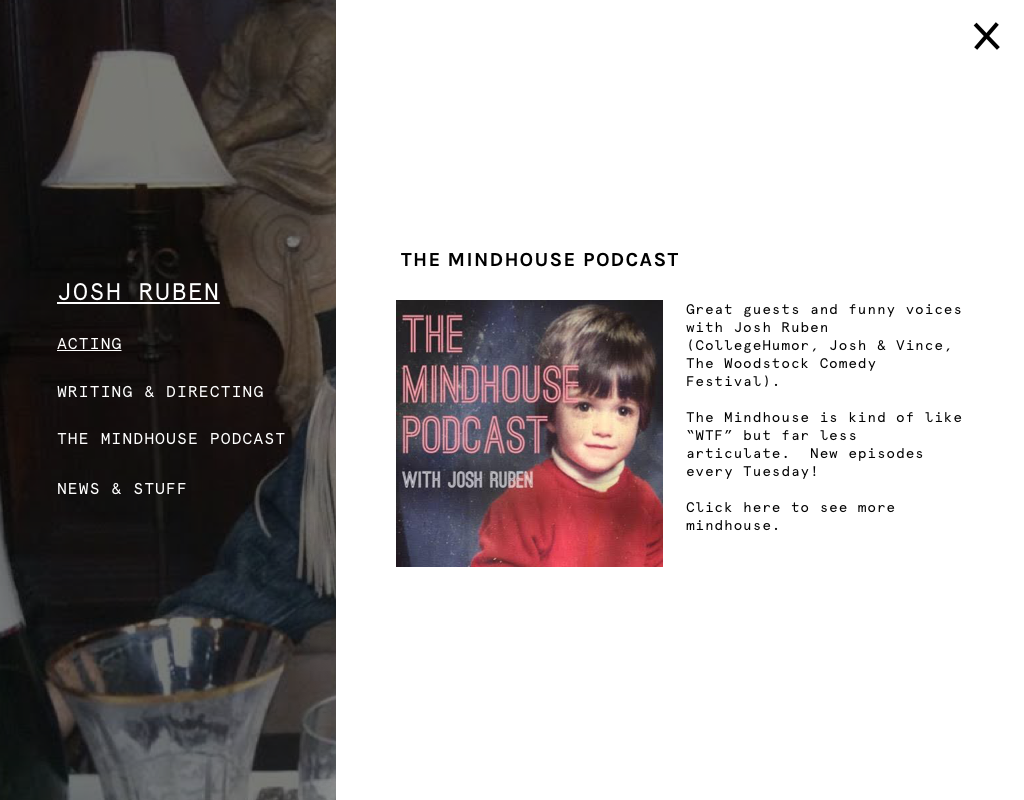 JOSH RUBEN
ACTING
WRITING & DIRECTING
THE MINDHOUSE PODCAST
NEWS & STUFF
THE MINDHOUSE PODCAST
THE
MINDHOUSE
PODCAST
WITH JOSH RUBEN
Great guests and funny voices
with Josh Ruben
(CollegeHumor, Josh & Vince,
The Woodstock Comedy
Festival).
The Mindhouse is kind of like
“WTF” but far less
articulate.  New episodes
every Tuesday!
Click here to see more
mindhouse.